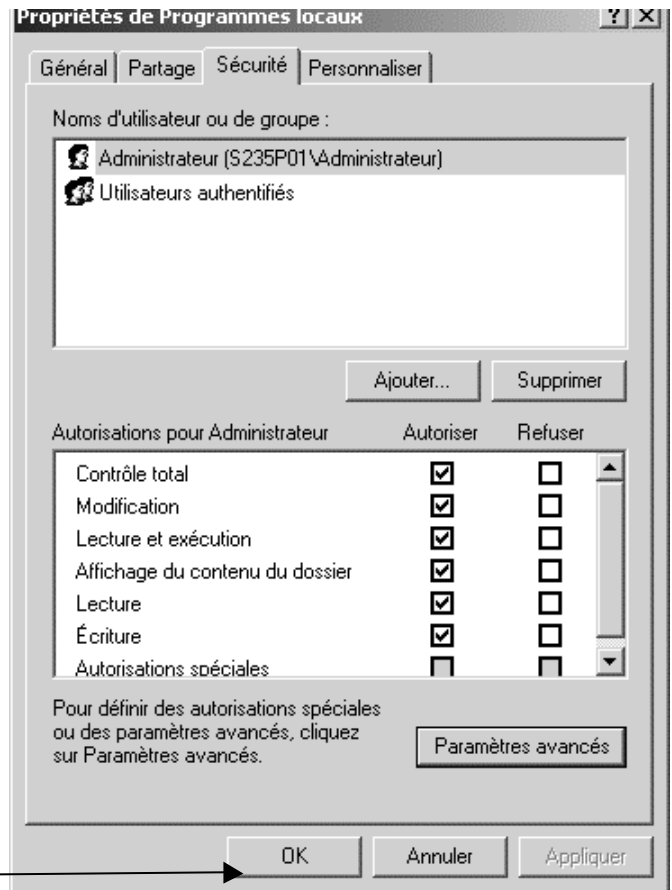 Propriétés de Programmes locaux
Général Partage Sécurité Personnaliser
Noms d'utilisateur ou de groupe :
Administrateur (S235P01\Administrateur)
Utilisateurs authentifiés
Ajouter... Supprimer
Autorisations pour Administrateur Autoriser Refuser
Contrôle total
Modification
Lecture et exécution
Affichage du contenu du dossier
Lecture
Écriture
Autorisations spéciales
Pour définir des autorisations spéciales
ou des paramètres avancés, cliquez
sur Paramètres avancés.
Paramètres avancés
OK Annuler Appliquer